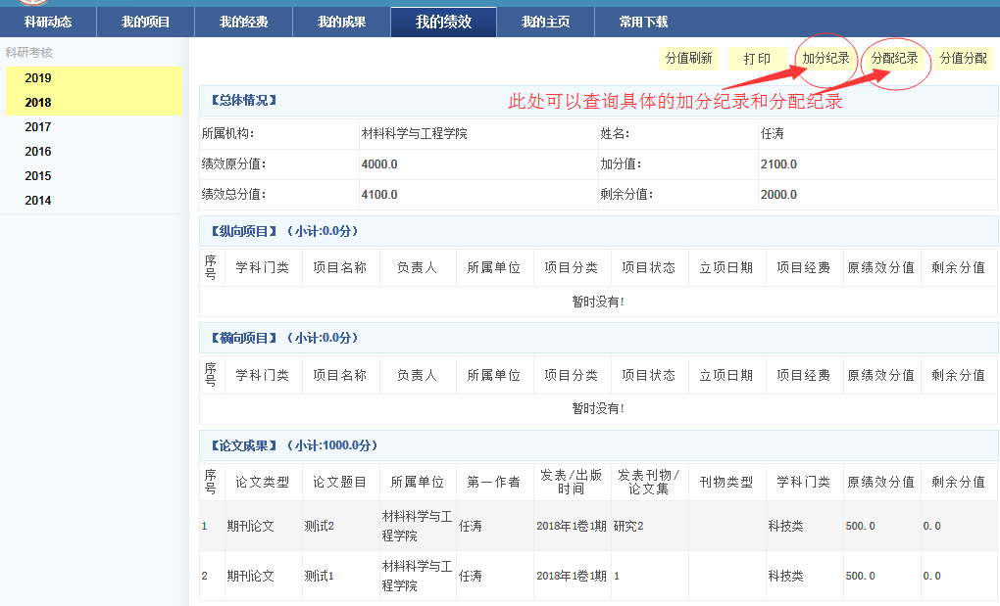 科研动态 我的项目 我的经费 我的成果 我的绩效 我的主页 常用下载
科研考核
2019
2018
2017
2016
2015
2014
分值刷新 打印 加分纪录 分配纪录 分值分配
此处可以查询具体的加分纪录和分配纪录
【总体情况】
所属机构: 材料科学与工程学院 姓名: 任涛
绩效原分值: 4000.0 加分值: 2100.0
绩效总分值: 4100.0 剩余分值: 2000.0
【纵向项目】（小计:0.0分）
序号 学科门类 项目名称 负责人 所属单位 项目分类 项目状态 立项日期 项目经费 原绩效分值 剩余分值
暂时没有!
【横向项目】（小计:0.0分）
序号 学科门类 项目名称 负责人 所属单位 项目分类 项目状态 立项日期 项目经费 原绩效分值 剩余分值
暂时没有!
【论文成果】（小计:1000.0分）
序号 论文类型 论文题目 所属单位 第一作者 发表/出版时间 发表刊物/论文集 刊物类型 学科门类 原绩效分值 剩余分值
1 期刊论文 测试2 材料科学与工程学院 任涛 2018年1卷1期 研究2 科技类 500.0 0.0
2 期刊论文 测试1 材料科学与工程学院 任涛 2018年1卷1期 1 科技类 500.0 0.0